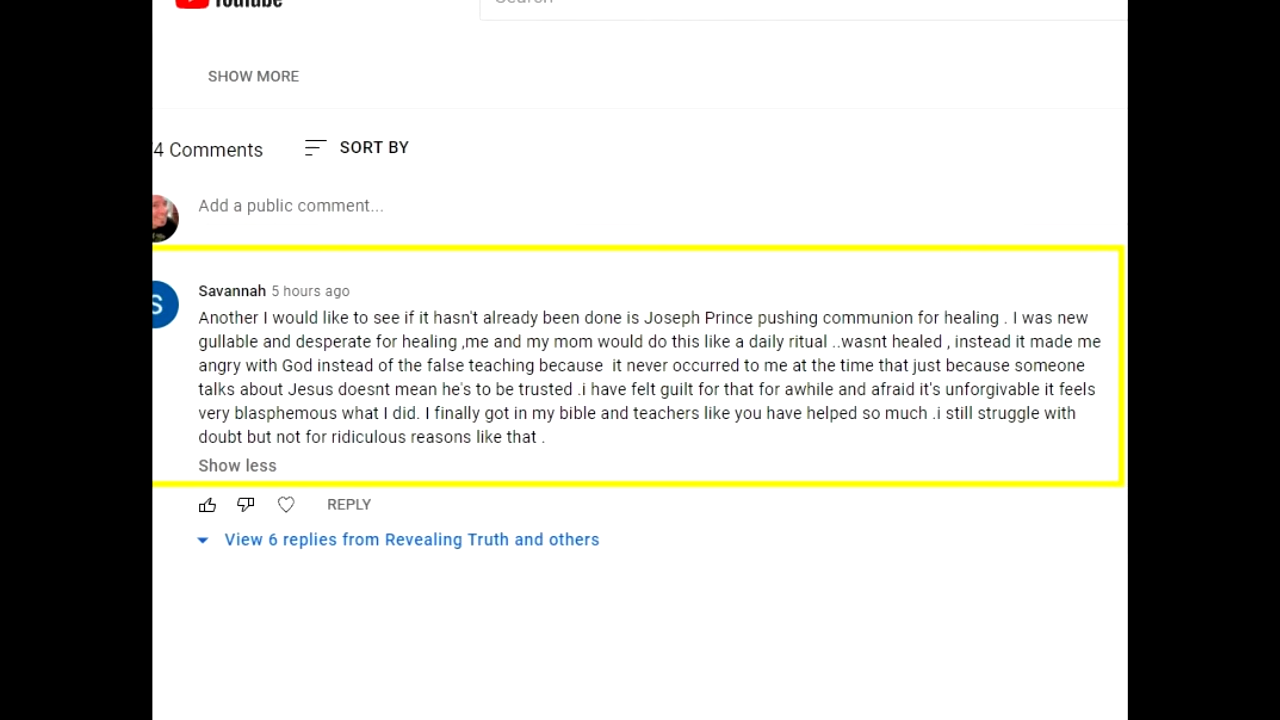 YouTube
Search
SHOW MORE
4 Comments
SORT BY
Add a public comment...
S
Savannah 5 hours ago
Another I would like to see if it hasn't already been done is Joseph Prince pushing communion for healing . I was new
gullable and desperate for healing ,me and my mom would do this like a daily ritual ..wasnt healed , instead it made me
angry with God instead of the false teaching because  it never occurred to me at the time that just because someone
talks about Jesus doesnt mean he's to be trusted .i have felt guilt for that for awhile and afraid it's unforgivable it feels
very blasphemous what I did. I finally got in my bible and teachers like you have helped so much .i still struggle with
doubt but not for ridiculous reasons like that .
Show less
REPLY
View 6 replies from Revealing Truth and others